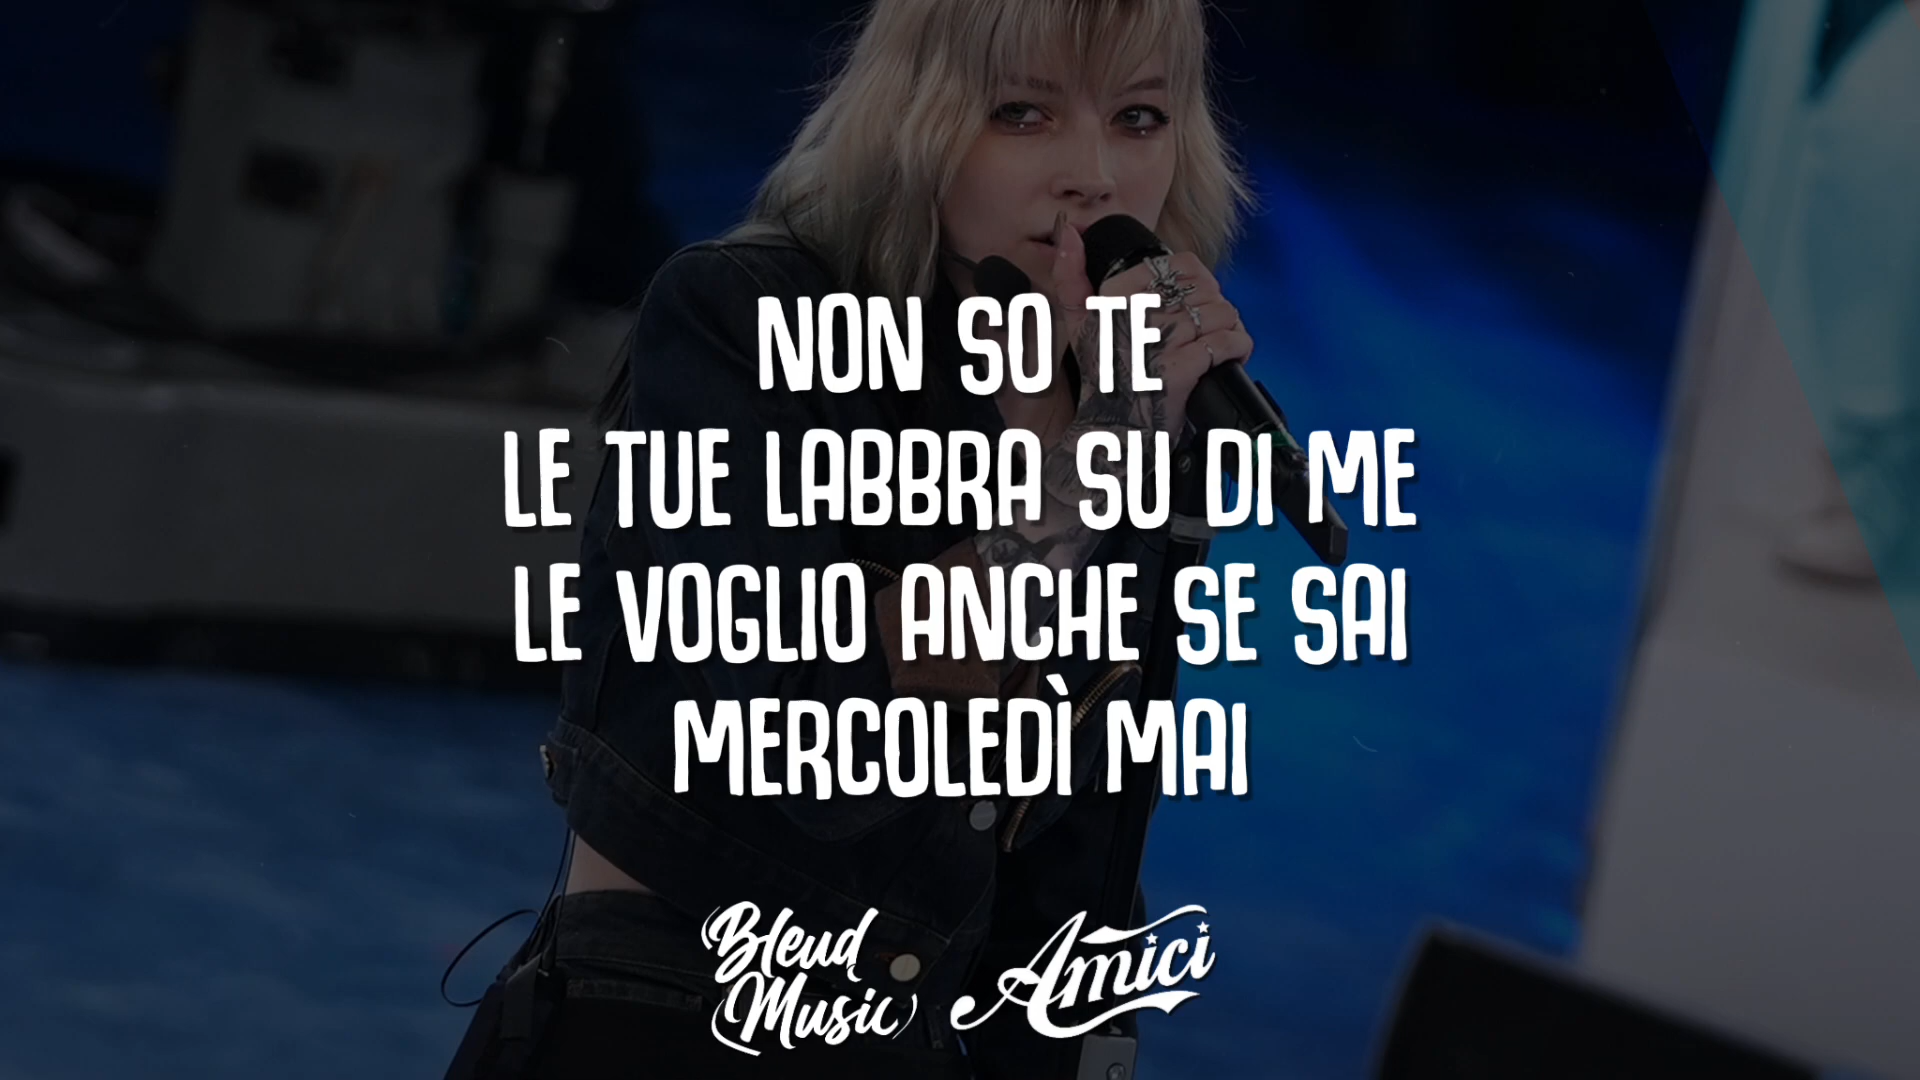 NON SO TE
LE TUE LABBRA SU DI ME
LE VOGLIO ANCHE SE SAI
MERCOLEDÌ MAI
Bleud
Music
Amici